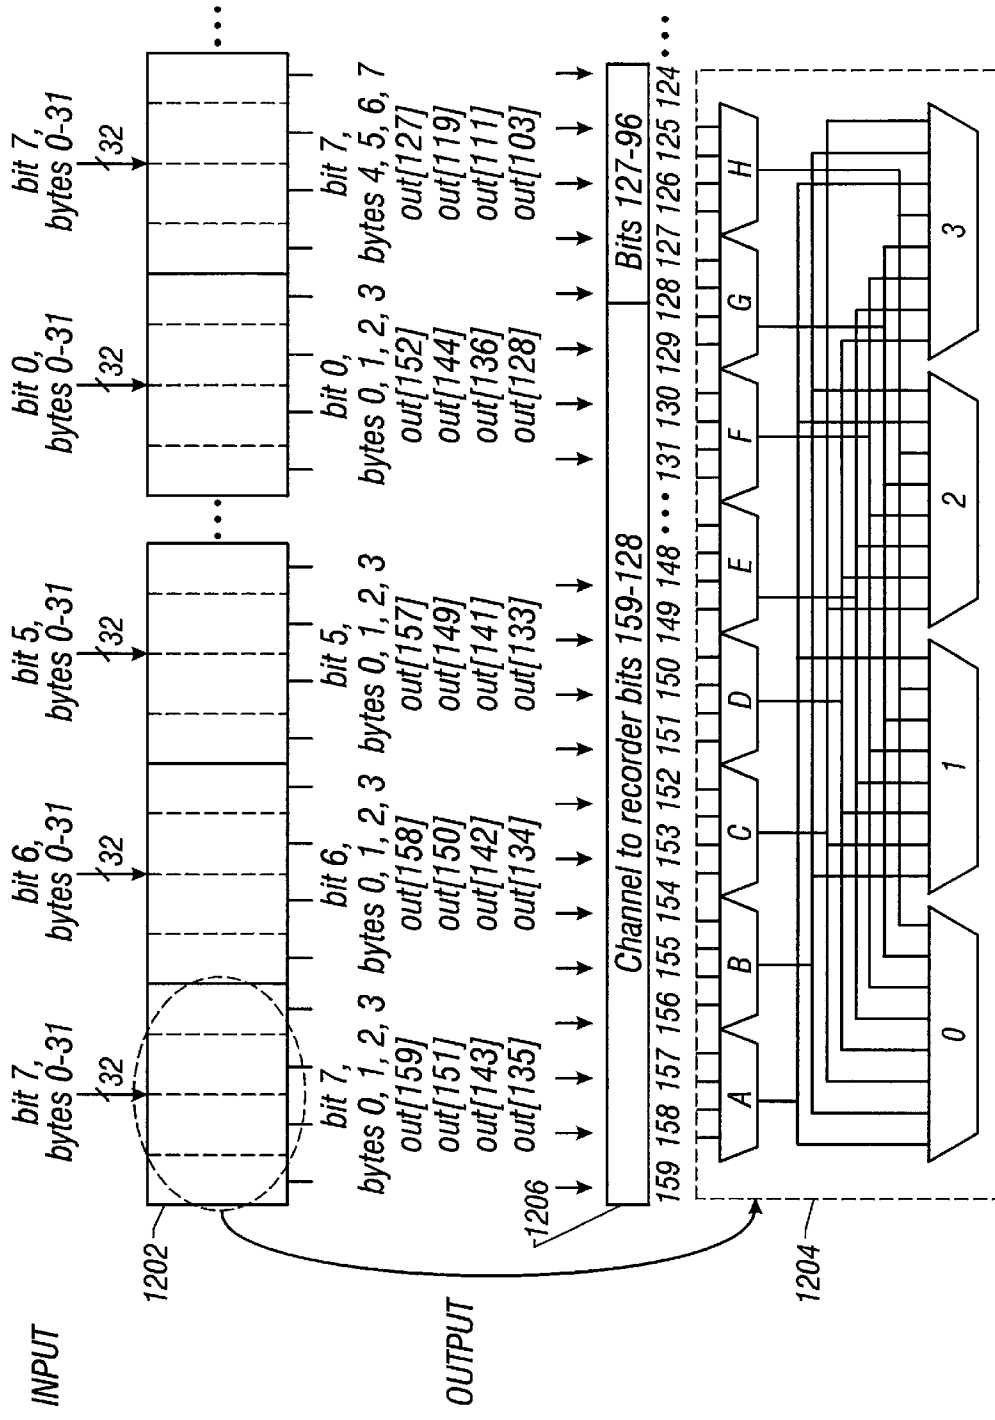 INPUT
bit 7,
bytes 0-31
32
bit 6,
bytes 0-31
32
bit 5,
bytes 0-31
32
bit 0,
bytes 0-31
32
bit 7,
bytes 0-31
32
1202
OUTPUT
bit 7,
bytes 0, 1, 2, 3
out[159]
out[151]
out[143]
out[135]
bit 6,
bytes 0, 1, 2, 3
out[158]
out[150]
out[142]
out[134]
bit 5,
bytes 0, 1, 2, 3
out[157]
out[149]
out[141]
out[133]
bit 0,
bytes 0, 1, 2, 3
out[152]
out[144]
out[136]
out[128]
bit 7,
bytes 4, 5, 6, 7
out[127]
out[119]
out[111]
out[103]
1206
Channel to recorder bits 159-128
Bits 127-96
159 158 157 156 155 154 153 152 151 150 149 148 •••• 131 130 129 128 127 126 125 124
1204
A B C D E F G H
0 1 2 3